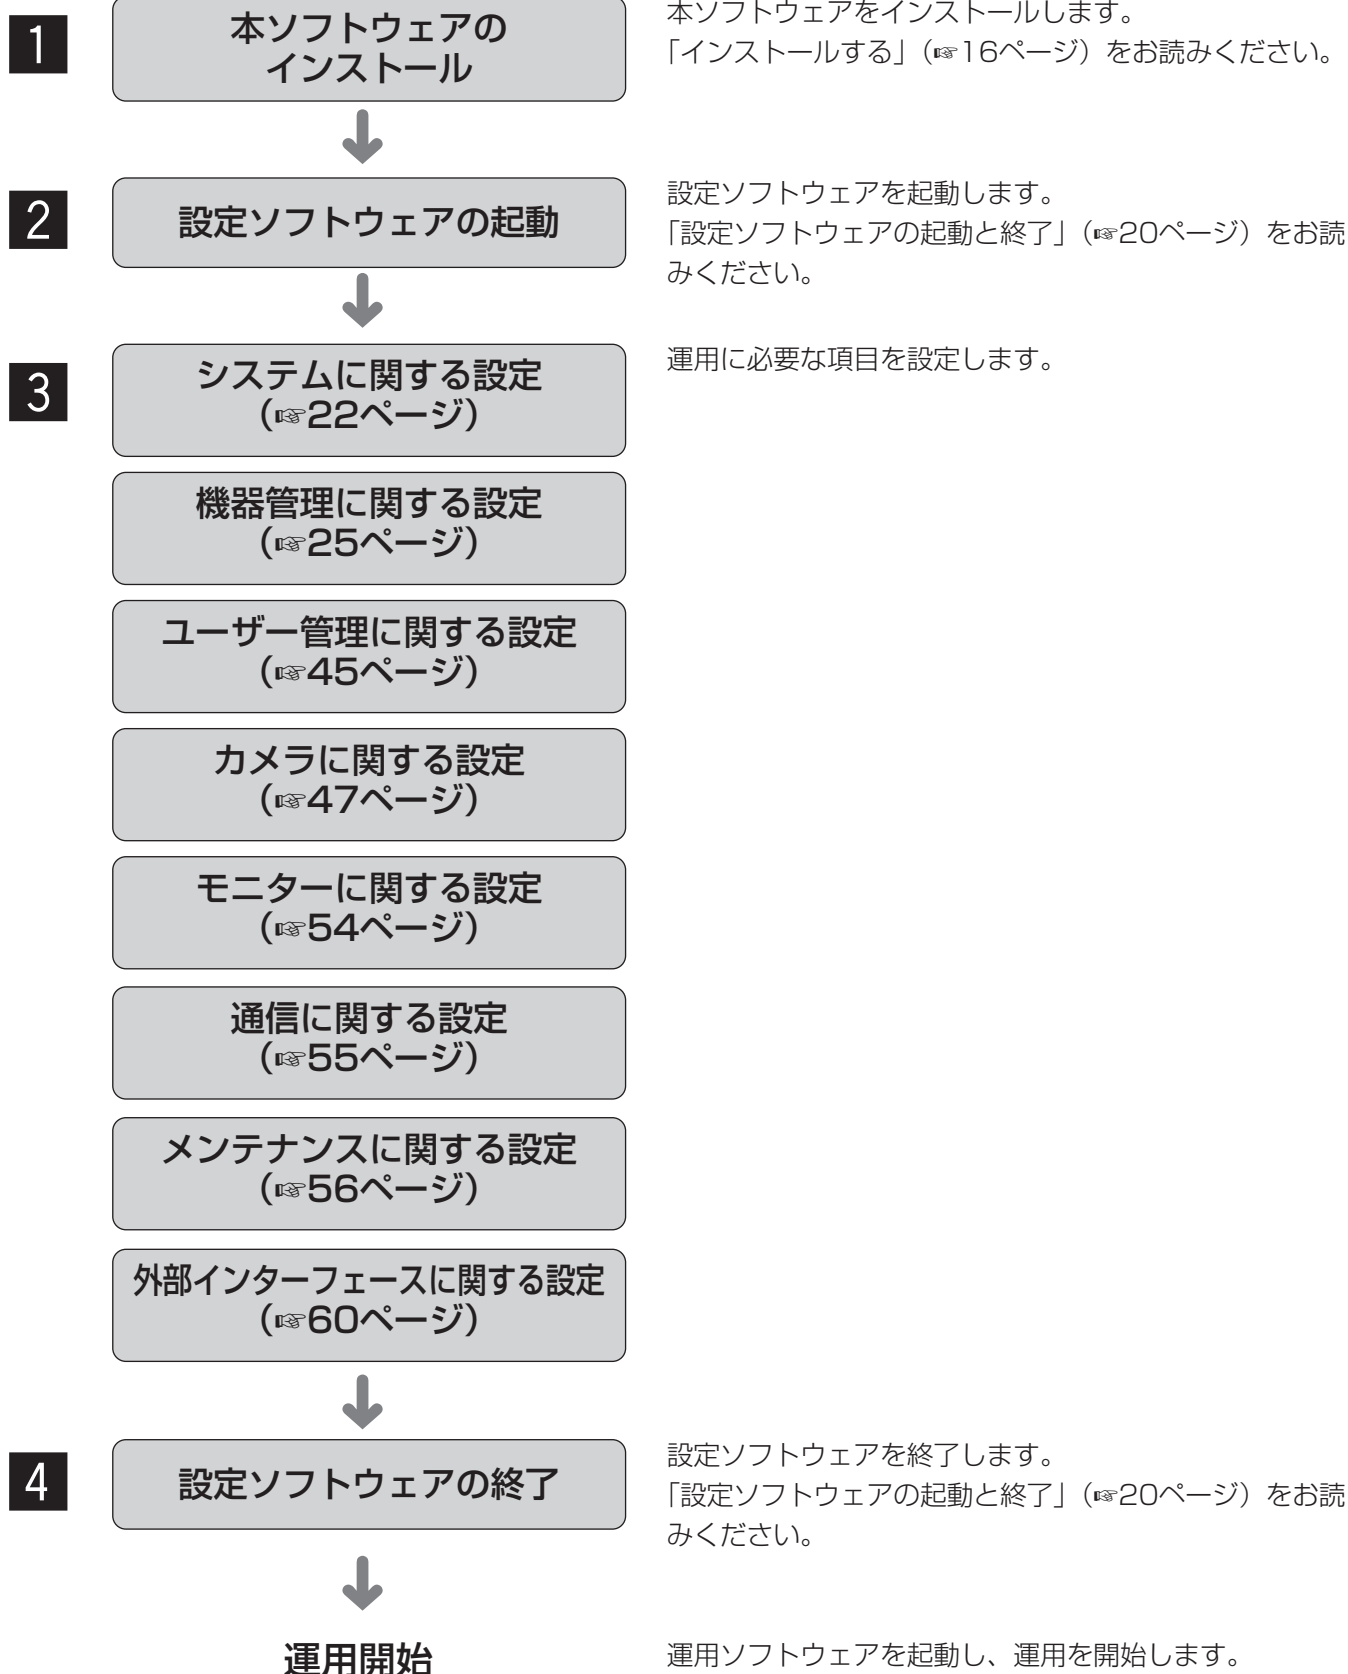 1
本ソフトウェアの
インストール
本ソフトウェアをインストールします。
「インストールする」(☞16ページ)をお読みください。
2
設定ソフトウェアの起動
設定ソフトウェアを起動します。
「設定ソフトウェアの起動と終了」(☞20ページ)をお読
みください。
3
システムに関する設定
(☞22ページ)
運用に必要な項目を設定します。
機器管理に関する設定
(☞25ページ)
ユーザー管理に関する設定
(☞45ページ)
カメラに関する設定
(☞47ページ)
モニターに関する設定
(☞54ページ)
通信に関する設定
(☞55ページ)
メンテナンスに関する設定
(☞56ページ)
外部インターフェースに関する設定
(☞60ページ)
4
設定ソフトウェアの終了
設定ソフトウェアを終了します。
「設定ソフトウェアの起動と終了」(☞20ページ)をお読
みください。
運用開始
運用ソフトウェアを起動し、運用を開始します。